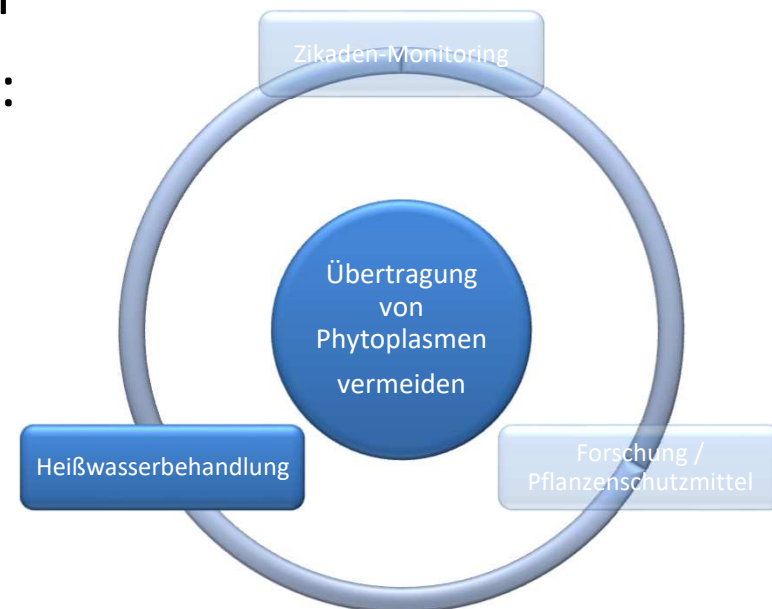 :
Zikaden-Monitoring
Übertragung
von
Phytoplasmen
vermeiden
Heißwasserbehandlung
Forschung /
Pflanzenschutzmittel